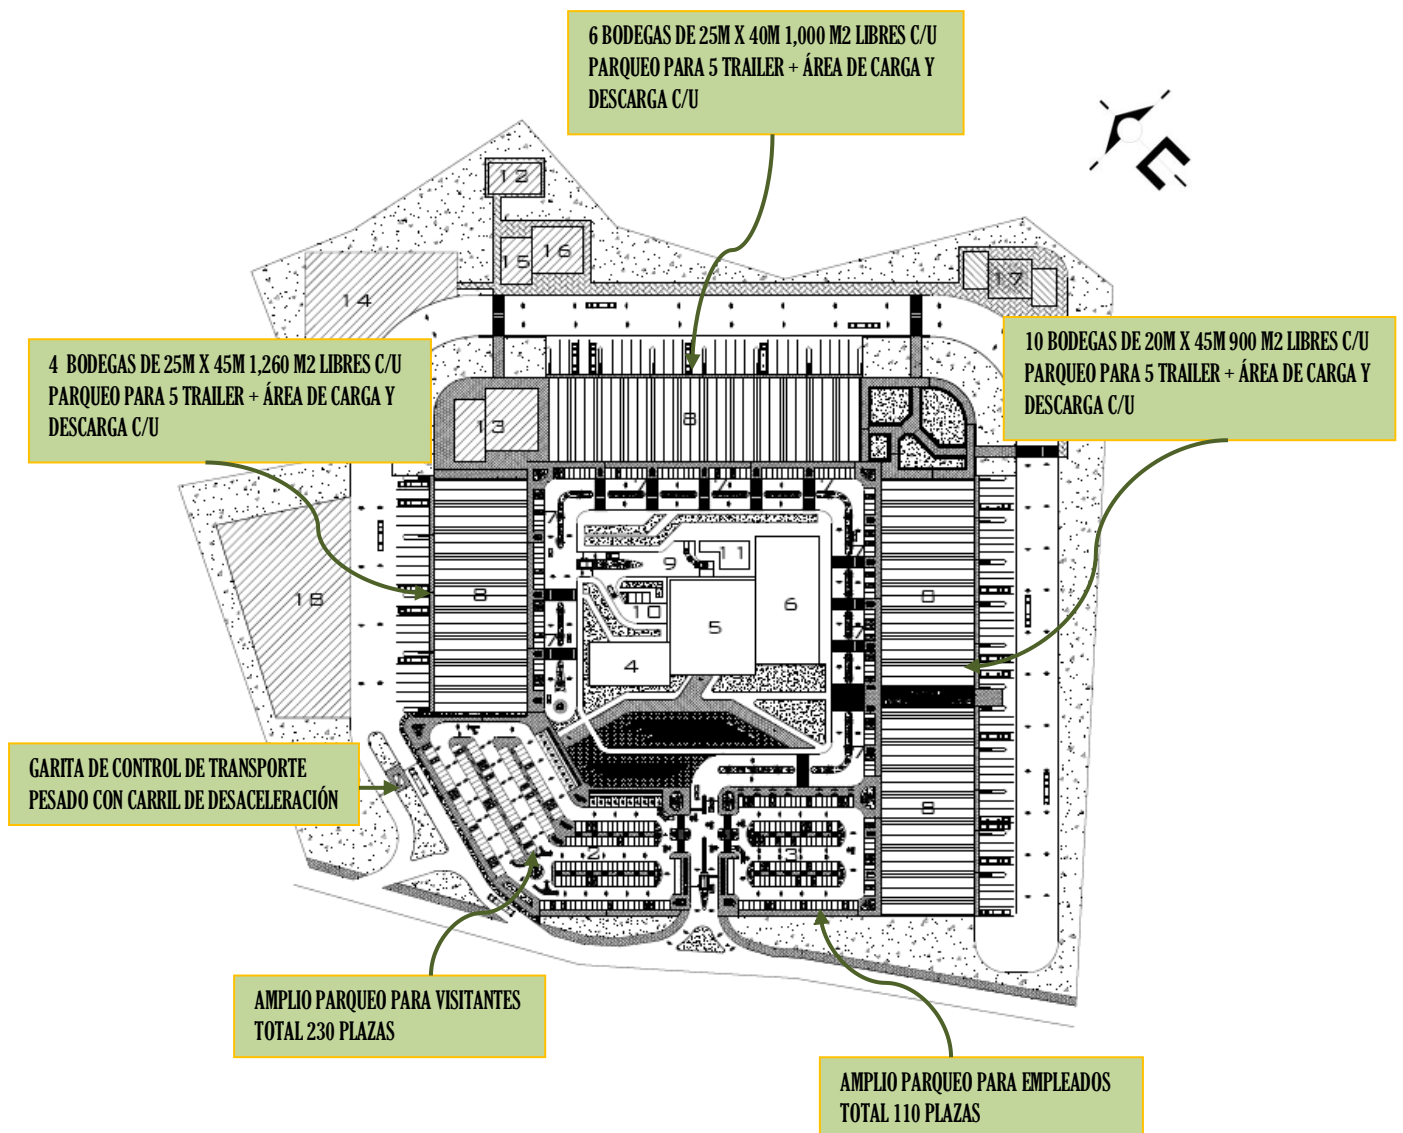 6 BODEGAS DE 25M X 40M 1,000 M2 LIBRES C/U
PARQUEO PARA 5 TRAILER + ÁREA DE CARGA Y
DESCARGA C/U
12
16
15
17
14
4 BODEGAS DE 25M X 45M 1,260 M2 LIBRES C/U
PARQUEO PARA 5 TRAILER + ÁREA DE CARGA Y
DESCARGA C/U
10 BODEGAS DE 20M X 45M 900 M2 LIBRES C/U
PARQUEO PARA 5 TRAILER + ÁREA DE CARGA Y
DESCARGA C/U
13
8
11
9
18
8
10
6
5
4
GARITA DE CONTROL DE TRANSPORTE
PESADO CON CARRIL DE DESACELERACIÓN
8
2
3
AMPLIO PARQUEO PARA VISITANTES
TOTAL 230 PLAZAS
AMPLIO PARQUEO PARA EMPLEADOS
TOTAL 110 PLAZAS